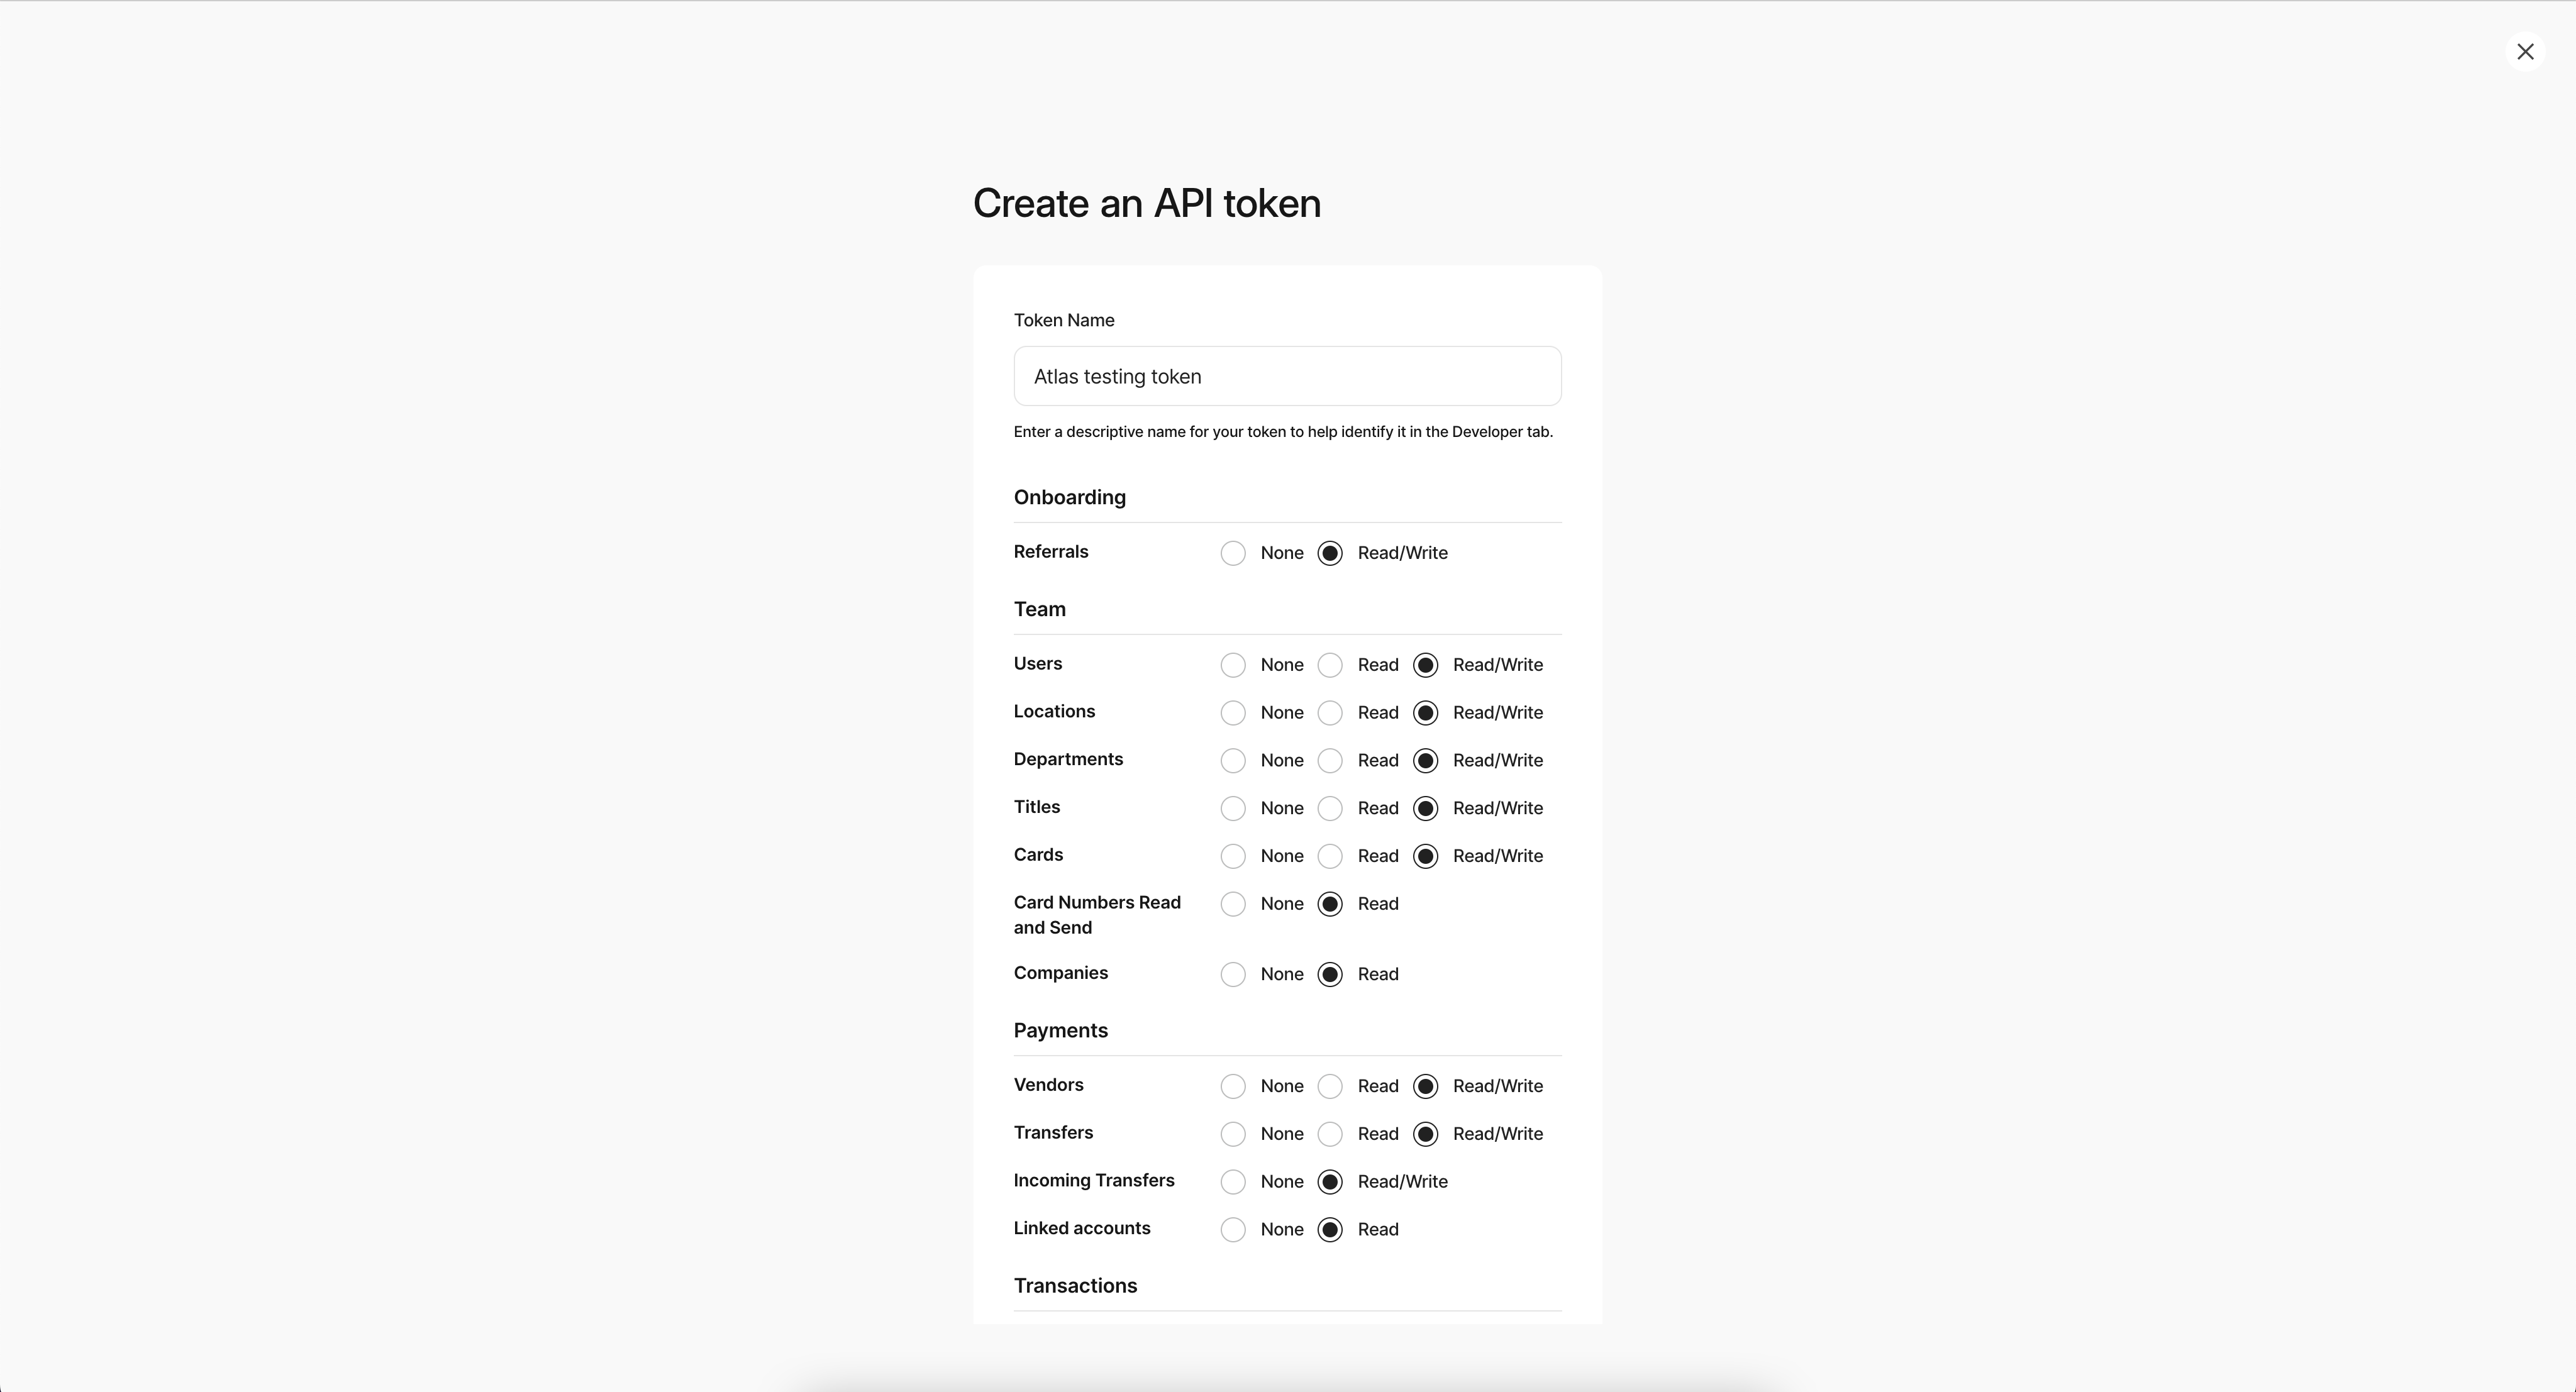 Create an API token
Token Name
Atlas testing token
Enter a descriptive name for your token to help identify it in the Developer tab.
Onboarding
Referrals None Read/Write
Team
Users None Read Read/Write
Locations None Read Read/Write
Departments None Read Read/Write
Titles None Read Read/Write
Cards None Read Read/Write
Card Numbers Read None Read
and Send
Companies None Read
Payments
Vendors None Read Read/Write
Transfers None Read Read/Write
Incoming Transfers None Read/Write
Linked accounts None Read
Transactions